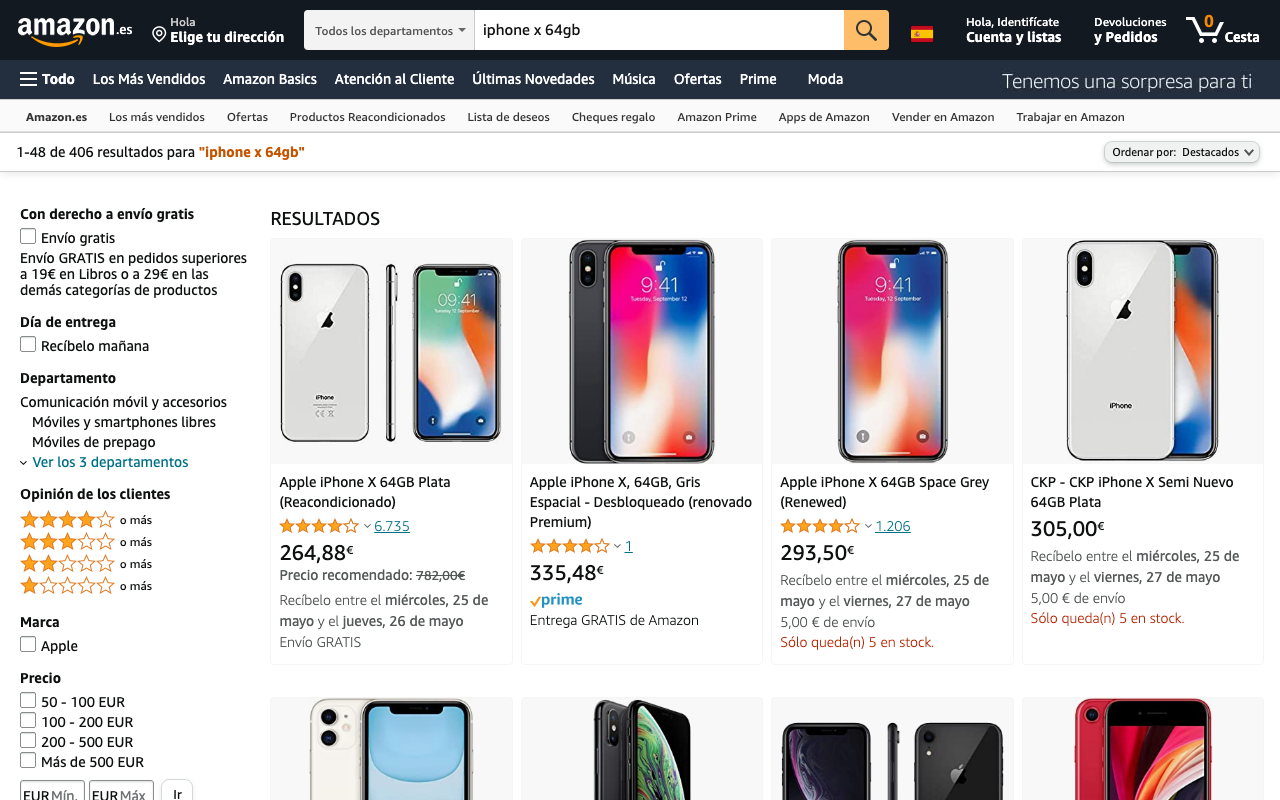 amazon.es
Hola
Elige tu dirección
Todos los departamentos
iphone x 64gb
Hola, Identifícate
Cuenta y listas
Devoluciones
y Pedidos
0
Cesta
Todo
Los Más Vendidos
Amazon Basics
Atención al Cliente
Últimas Novedades
Música
Ofertas
Prime
Moda
Tenemos una sorpresa para ti
Amazon.es
Los más vendidos
Ofertas
Productos Reacondicionados
Lista de deseos
Cheques regalo
Amazon Prime
Apps de Amazon
Vender en Amazon
Trabajar en Amazon
1-48 de 406 resultados para "iphone x 64gb"
Ordenar por: Destacados
Con derecho a envío gratis
Envío gratis
Envío GRATIS en pedidos superiores
a 19€ en Libros o a 29€ en las
demás categorías de productos
Día de entrega
Recíbelo mañana
Departamento
Comunicación móvil y accesorios
Móviles y smartphones libres
Móviles de prepago
Ver los 3 departamentos
Opinión de los clientes
o más
o más
o más
o más
Marca
Apple
Precio
50 - 100 EUR
100 - 200 EUR
200 - 500 EUR
Más de 500 EUR
EUR Mín.
EUR Máx
Ir
RESULTADOS
iPhone
09:41
Tuesday, September 12
Apple iPhone X 64GB Plata
(Reacondicionado)
6.735
264,88€
Precio recomendado: 782,00€
Recíbelo entre el miércoles, 25 de
mayo y el jueves, 26 de mayo
Envío GRATIS
9:41
Tuesday, September 12
Apple iPhone X, 64GB, Gris
Espacial - Desbloqueado (renovado
Premium)
1
335,48€
prime
Entrega GRATIS de Amazon
9:41
Tuesday, September 12
Apple iPhone X 64GB Space Grey
(Renewed)
1.206
293,50€
Recíbelo entre el miércoles, 25 de
mayo y el viernes, 27 de mayo
5,00 € de envío
Sólo queda(n) 5 en stock.
iPhone
CKP - CKP iPhone X Semi Nuevo
64GB Plata
305,00€
Recíbelo entre el miércoles, 25 de
mayo y el viernes, 27 de mayo
5,00 € de envío
Sólo queda(n) 5 en stock.